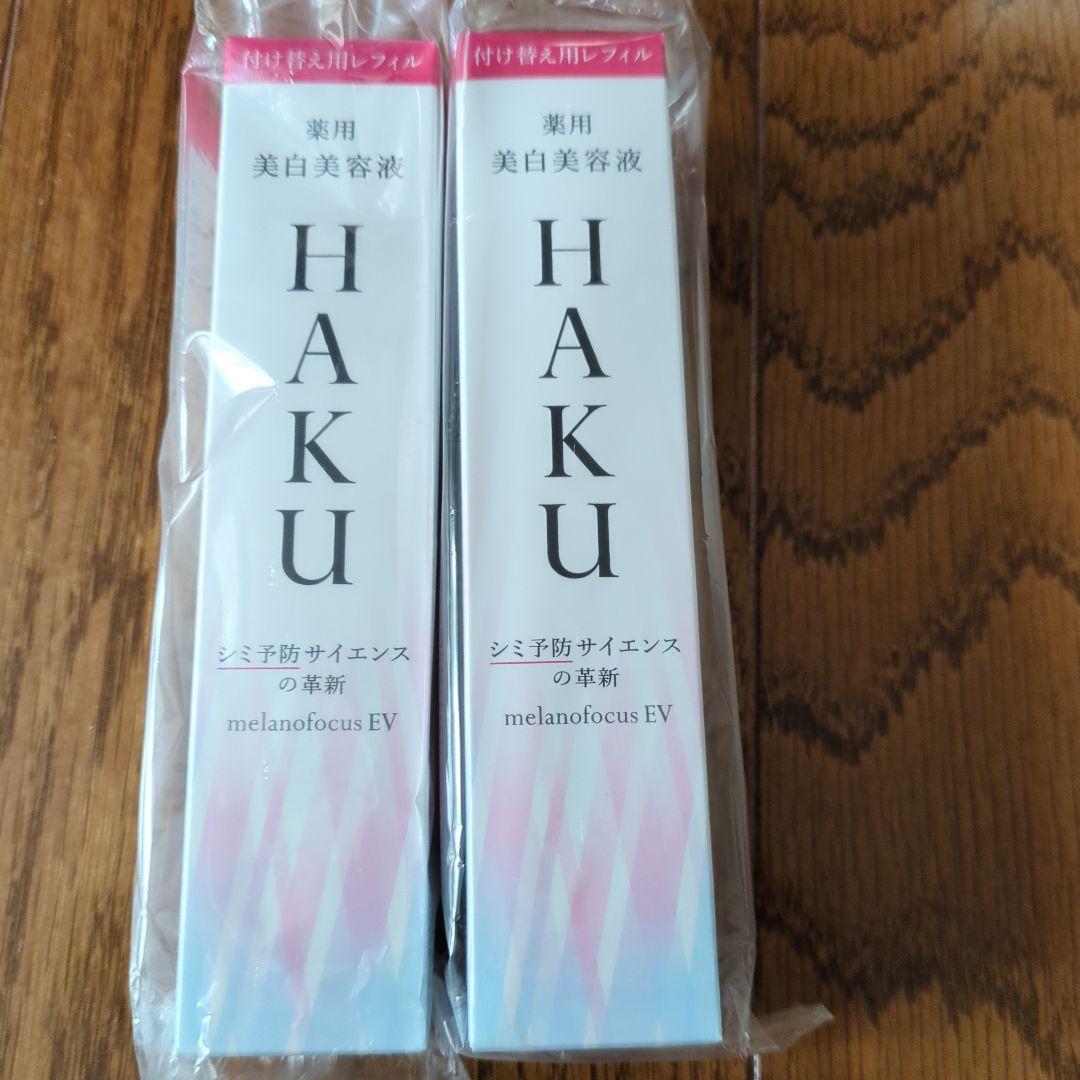 付け替え用レフィル
薬用
美白美容液
HAKU
シミ予防サイエンス
の革新
melanofocus EV
付け替え用レフィル
薬用
美白美容液
HAKU
シミ予防サイエンス
の革新
melanofocus EV